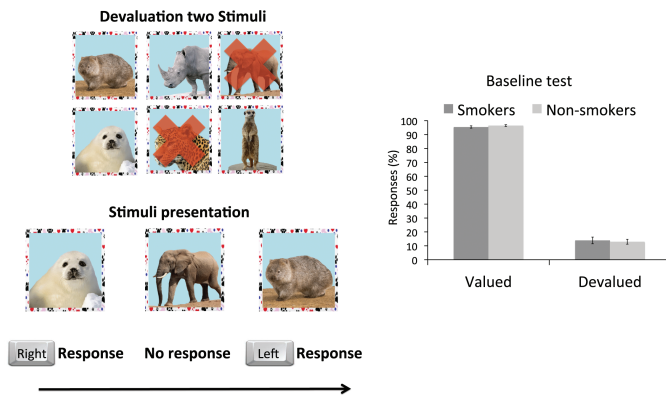 Devaluation two Stimuli
Stimuli presentation
Right Response No response Left Response
Baseline test
Smokers Non-smokers
Responses (%)
100
90
80
70
60
50
40
30
20
10
0
Valued Devalued